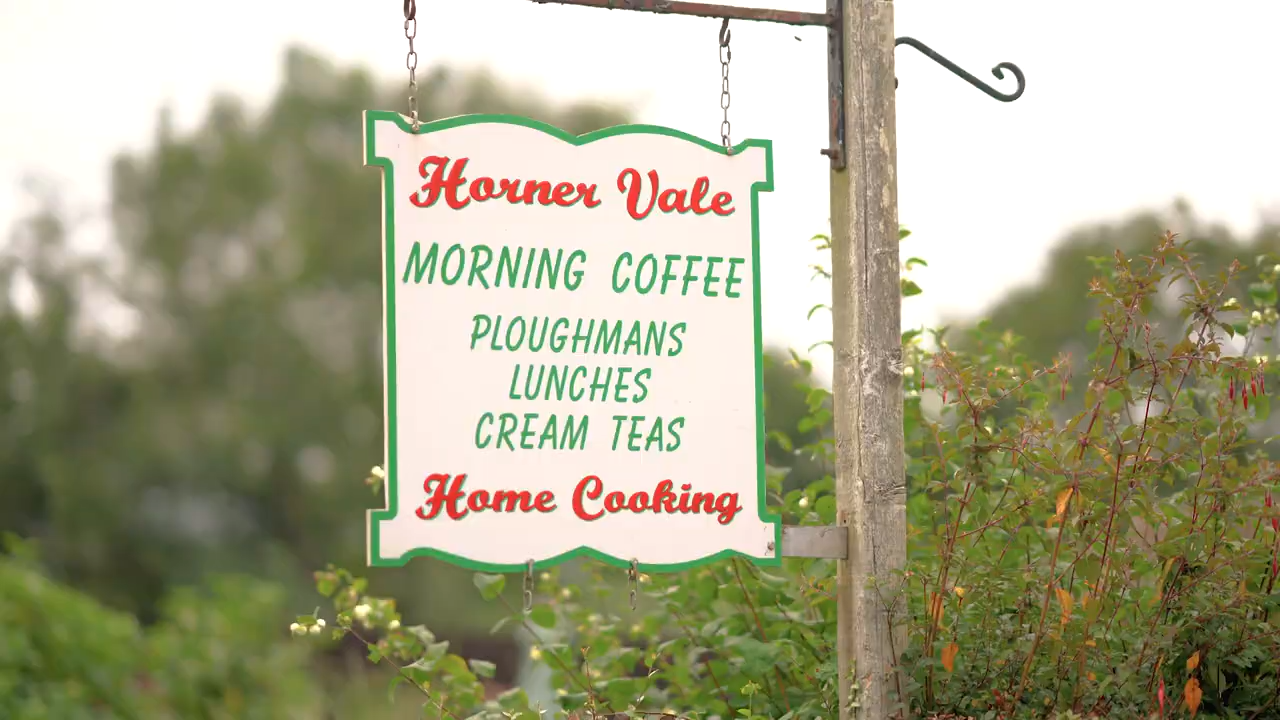 Horner Vale
MORNING COFFEE
PLOUGHMANS
LUNCHES
CREAM TEAS
Home Cooking